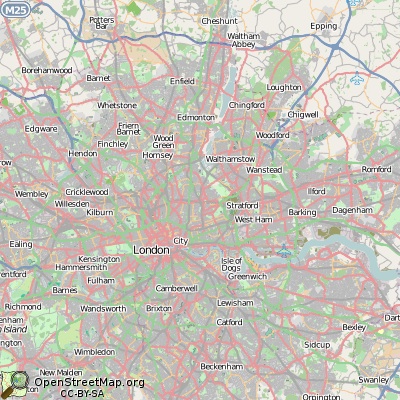 M25
Cheshunt
Epping
Potters
Bar
Waltham
Abbey
Borehamwood
Barnet
Enfield
Loughton
Whetstone
Chingford
Chigwell
Edmonton
Edgware
Friern
Barnet
Finchley
Wood
Green
Hornsey
Woodford
Hendon
Walthamstow
Wanstead
Romford
Wembley
Cricklewood
Willesden
Kilburn
Stratford
West Ham
Ilford
Barking
Dagenham
Ealing
City
London
Kensington
Hammersmith
Isle of
Dogs
Greenwich
Fulham
Barnes
Camberwell
Richmond
Wandsworth
Brixton
Lewisham
Catford
Bexley
Wimbledon
Sidcup
New Malden
Beckenham
Swanley
Orpington
OpenStreetMap.org
CC-BY-SA